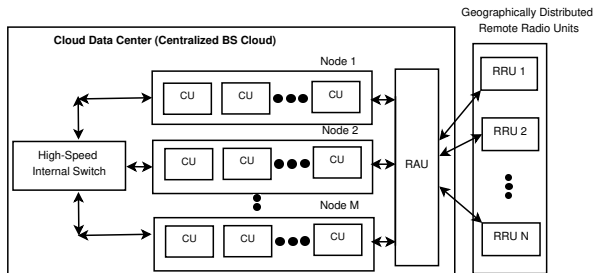 Geographically Distributed
Remote Radio Units
Cloud Data Center (Centralized BS Cloud)
Node 1
CU CU CU
RRU 1
Node 2
High-Speed
Internal Switch
CU CU CU
RAU
RRU 2
Node M
CU CU CU
RRU N